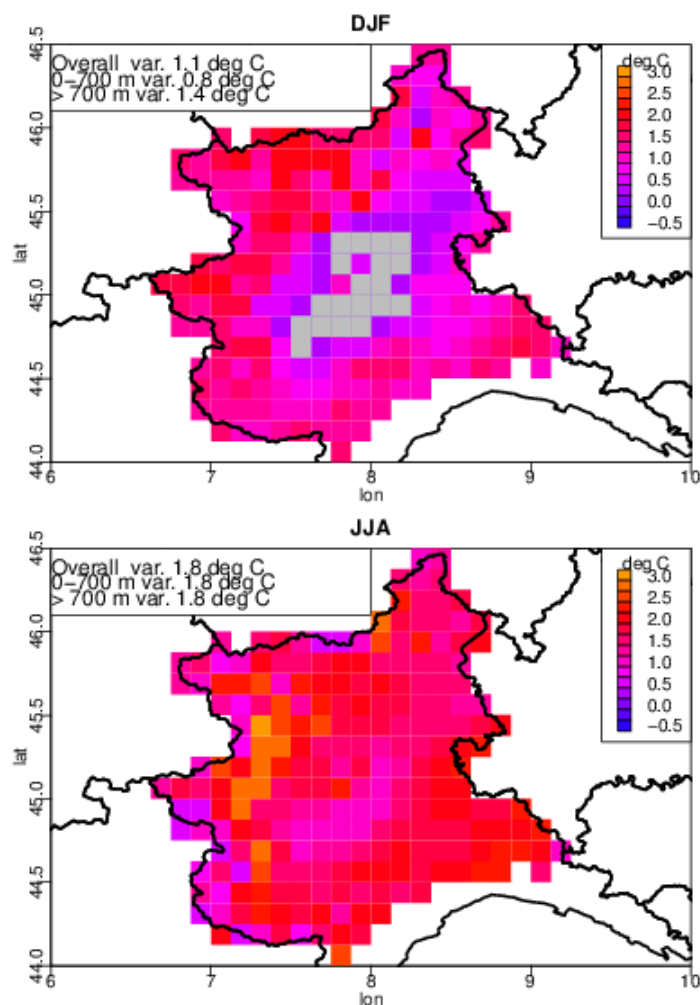 DJF
Overall var. 1.1 deg C
0−700 m var. 0.8 deg C
> 700 m var. 1.4 deg C
deg C
3.0
2.5
2.0
1.5
1.0
0.5
0.0
−0.5
46.5
46.0
45.5
45.0
44.5
44.0
lat
6 7 8 9 10
lon
JJA
Overall var. 1.8 deg C
0−700 m var. 1.8 deg C
> 700 m var. 1.8 deg C
deg C
3.0
2.5
2.0
1.5
1.0
0.5
0.0
−0.5
46.5
46.0
45.5
45.0
44.5
44.0
lat
6 7 8 9 10
lon